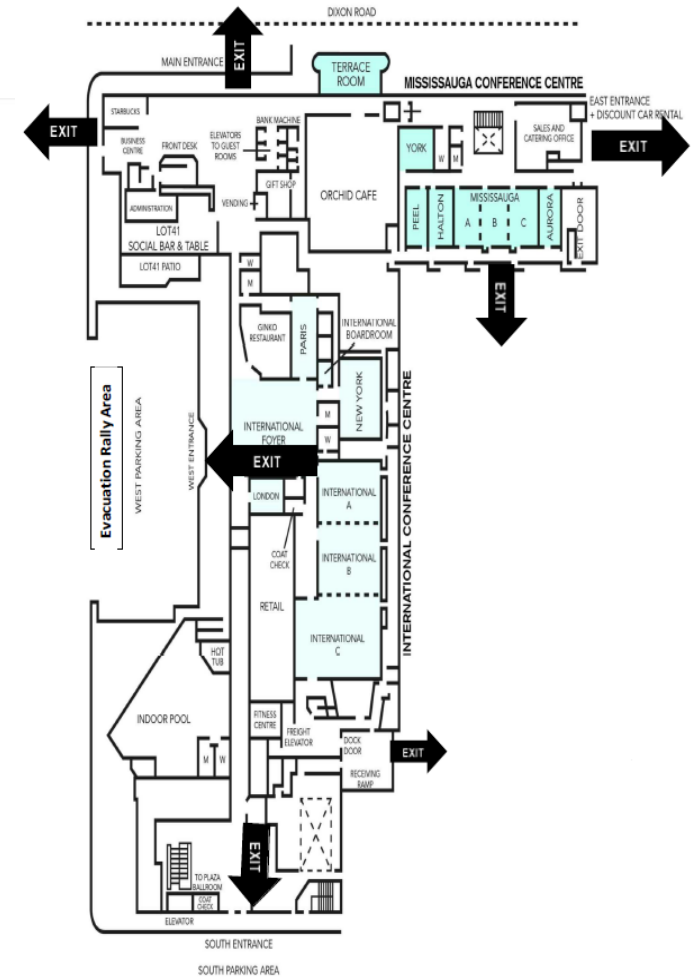 DIXON ROAD
EXIT
MAIN ENTRANCE
TERRACE
ROOM
MISSISSAUGA CONFERENCE CENTRE
EAST ENTRANCE
+ DISCOUNT CAR RENTAL
EXIT
EXIT
STARBUCKS
BUSINESS
CENTRE
FRONT DESK
ELEVATORS
TO GUEST
ROOMS
BANK MACHINE
GIFT SHOP
VENDING
ADMINISTRATION
LOT41
SOCIAL BAR & TABLE
LOT41 PATIO
ORCHID CAFE
YORK
W
M
SALES AND
CATERING OFFICE
PEEL
HALTON
MISSISSAUGA
A
B
C
AURORA
EXIT DOOR
EXIT
W
M
GINKO
RESTAURANT
PARIS
INTERNATIONAL
BOARDROOM
NEW YORK
M
W
INTERNATIONAL
FOYER
EXIT
Evacuation Rally Area
WEST PARKING AREA
WEST ENTRANCE
INTERNATIONAL CONFERENCE CENTRE
LONDON
COAT
CHECK
INTERNATIONAL
A
INTERNATIONAL
B
INTERNATIONAL
C
RETAIL
HOT
TUB
INDOOR POOL
M
W
FITNESS
CENTRE
FREIGHT
ELEVATOR
DOCK
DOOR
RECEIVING
RAMP
EXIT
EXIT
TO PLAZA
BALLROOM
COAT
CHECK
ELEVATOR
SOUTH ENTRANCE
SOUTH PARKING AREA